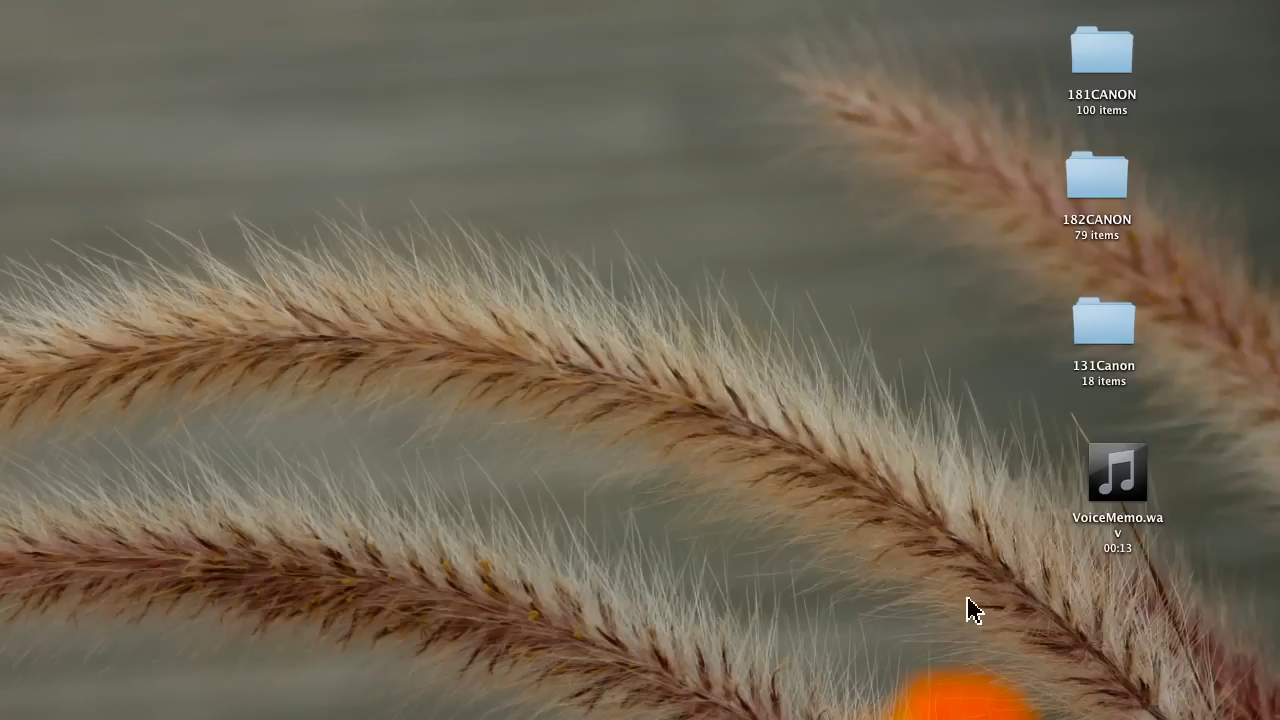 181CANON
100 items
182CANON
79 items
131Canon
18 items
VoiceMemo.wa
v
00:13